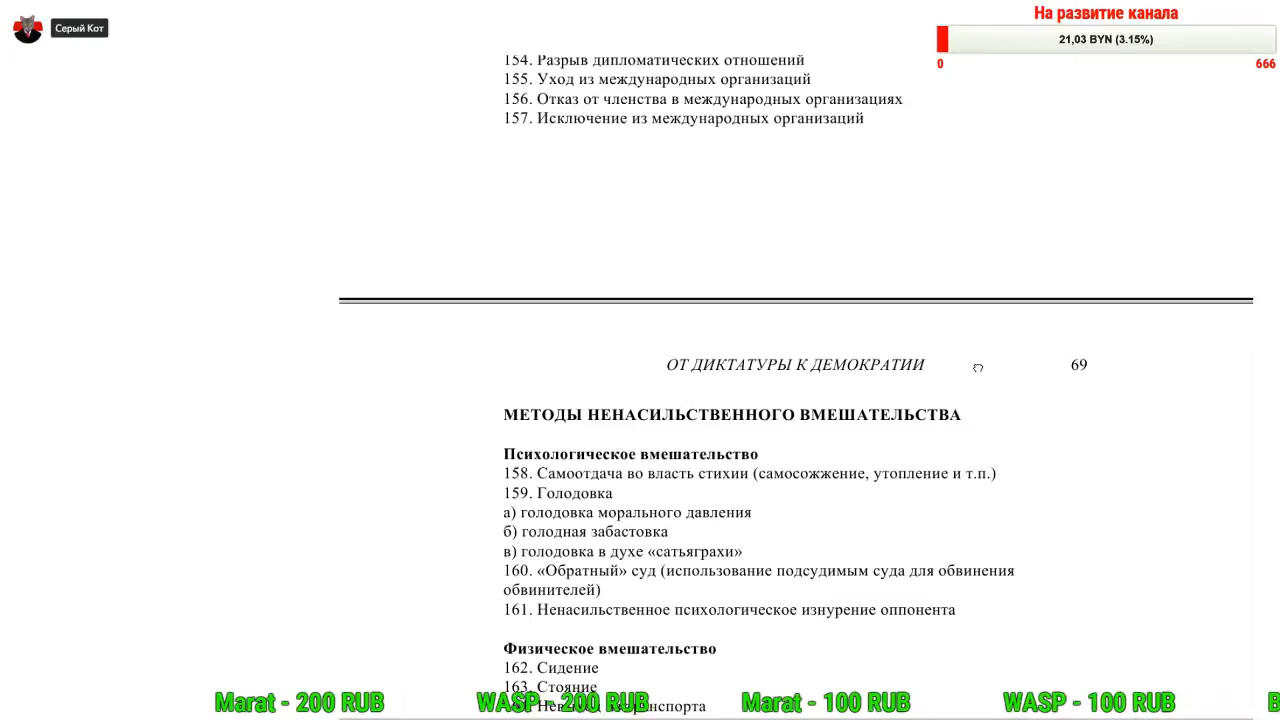 Серый Кот
На развитие канала
21,03 BYN (3.15%)
0 666
154. Разрыв дипломатических отношений
155. Уход из международных организаций
156. Отказ от членства в международных организациях
157. Исключение из международных организаций
ОТ ДИКТАТУРЫ К ДЕМОКРАТИИ 69
МЕТОДЫ НЕНАСИЛЬСТВЕННОГО ВМЕШАТЕЛЬСТВА
Психологическое вмешательство
158. Самоотдача во власть стихии (самосожжение, утопление и т.п.)
159. Голодовка
а) голодовка морального давления
б) голодная забастовка
в) голодовка в духе «сатьяграхи»
160. «Обратный» суд (использование подсудимым суда для обвинения
обвинителей)
161. Ненасильственное психологическое изнурение оппонента
Физическое вмешательство
162. Сидение
163. Стояние
Marat - 200 RUB WASP - 200 RUB Marat - 100 RUB WASP - 100 RUB